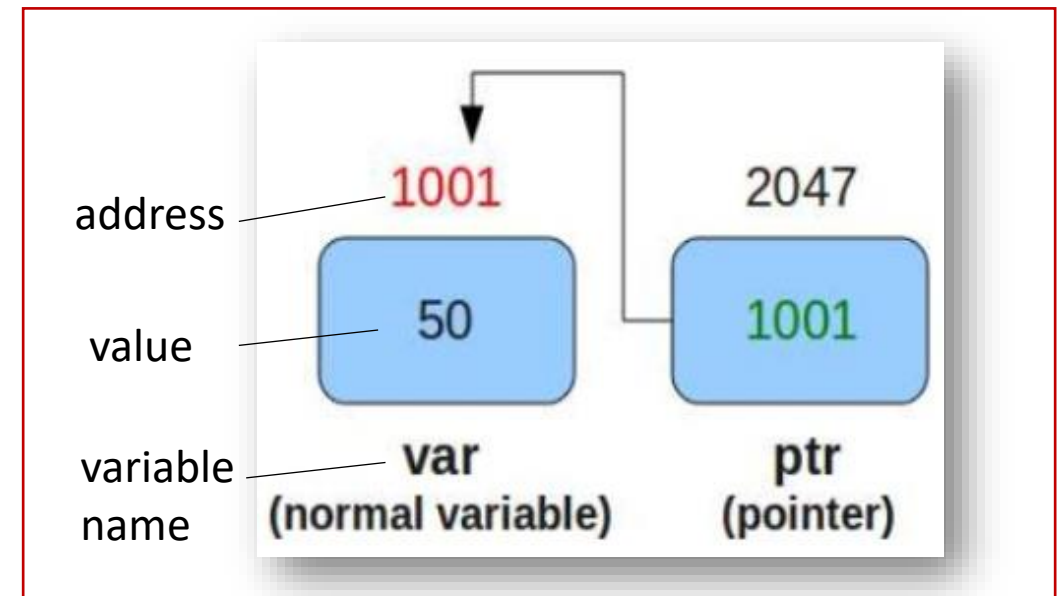 1001
2047
address
50
1001
value
var
ptr
variable
name
(normal variable)
(pointer)